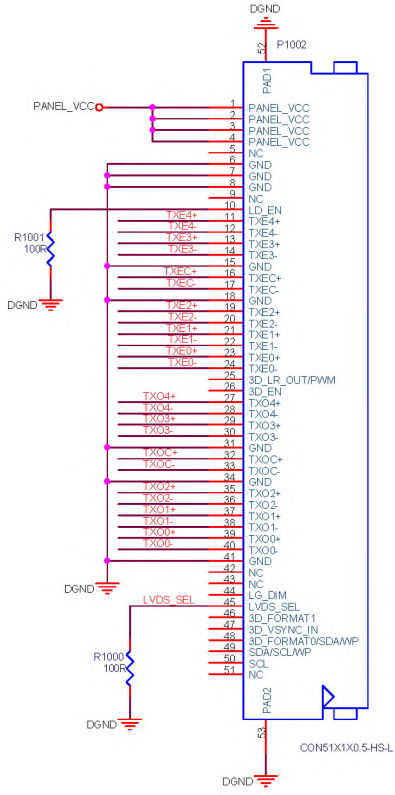 DGND
52
P1002
PAD1
PANEL_VCC
1 PANEL_VCC
2 PANEL_VCC
3 PANEL_VCC
4 PANEL_VCC
5 NC
6 GND
7 GND
8 GND
9 NC
10 LD_EN
TXE4+ 11 TXE4+
TXE4- 12 TXE4-
TXE3+ 13 TXE3+
TXE3- 14 TXE3-
R1001
100R
15 GND
TXEC+ 16 TXEC+
TXEC- 17 TXEC-
18 GND
DGND
TXE2+ 19 TXE2+
TXE2- 20 TXE2-
TXE1+ 21 TXE1+
TXE1- 22 TXE1-
TXE0+ 23 TXE0+
TXE0- 24 TXE0-
25 3D_LR_OUT/PWM
26 3D_EN
TXO4+ 27 TXO4+
TXO4- 28 TXO4-
TXO3+ 29 TXO3+
TXO3- 30 TXO3-
31 GND
TXOC+ 32 TXOC+
TXOC- 33 TXOC-
34 GND
TXO2+ 35 TXO2+
TXO2- 36 TXO2-
TXO1+ 37 TXO1+
TXO1- 38 TXO1-
TXO0+ 39 TXO0+
TXO0- 40 TXO0-
41 GND
42 NC
43 NC
DGND
44 LG_DIM
LVDS_SEL 45 LVDS_SEL
46 3D_FORMAT1
47 3D_VSYNC_IN
48 3D_FORMAT0/SDA/WP
49 SDA/SCL/WP
50 SCL
51 NC
R1000
100R
PAD2
DGND
53
CON51X1X0.5-HS-L
DGND